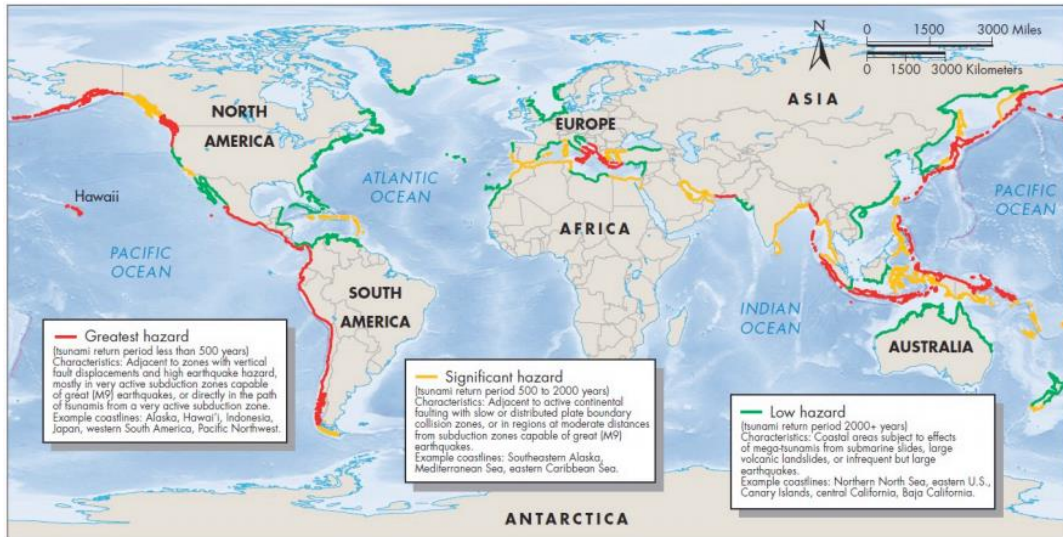 N
0 1500 3000 Miles
0 1500 3000 Kilometers
NORTH
AMERICA
EUROPE
ASIA
ATLANTIC
OCEAN
Hawaii
PACIFIC
OCEAN
AFRICA
PACIFIC
OCEAN
SOUTH
AMERICA
INDIAN
OCEAN
AUSTRALIA
Greatest hazard
(tsunami return period less than 500 years)
Characteristics: Adjacent to zones with vertical
fault displacements and high earthquake hazard,
mostly in very active subduction zones capable
of great (M9) earthquakes, or directly in the path
of tsunamis from a very active subduction zone.
Example coastlines: Alaska, Hawai'i, Indonesia,
Japan, western South America, Pacific Northwest.
Significant hazard
(tsunami return period 500 to 2000 years)
Characteristics: Adjacent to active continental
faulting with slow or distributed plate boundary
collision zones, or in regions at moderate distances
from subduction zones capable of great (M9)
earthquakes.
Example coastlines: Southeastern Alaska,
Mediterranean Sea, eastern Caribbean Sea.
Low hazard
(tsunami return period 2000+ years)
Characteristics: Coastal areas subject to effects
of mega-tsunamis from submarine slides, large
volcanic landslides, or infrequent but large
earthquakes.
Example coastlines: Northern North Sea, eastern U.S.,
Canary Islands, central California, Baja California.
ANTARCTICA